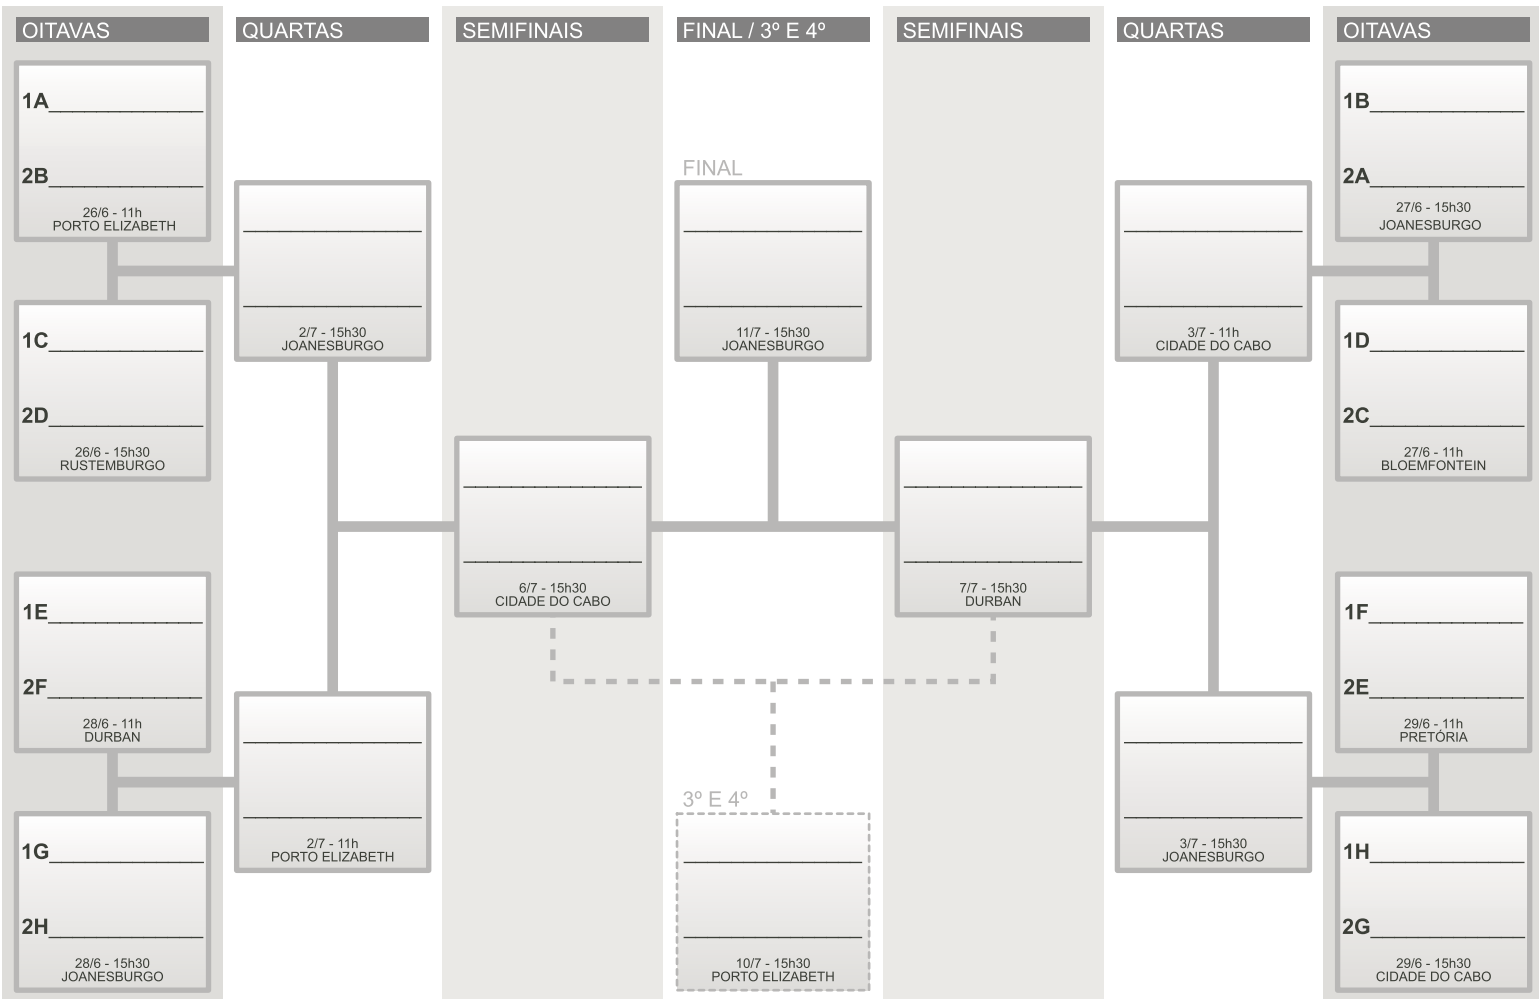 OITAVAS
QUARTAS
SEMIFINAIS
FINAL / 3º E 4º
SEMIFINAIS
QUARTAS
OITAVAS
1A
2B
26/6 - 11h
PORTO ELIZABETH
1C
2D
26/6 - 15h30
RUSTEMBURGO
1E
2F
28/6 - 11h
DURBAN
1G
2H
28/6 - 15h30
JOANESBURGO
2/7 - 15h30
JOANESBURGO
2/7 - 11h
PORTO ELIZABETH
6/7 - 15h30
CIDADE DO CABO
FINAL
11/7 - 15h30
JOANESBURGO
3º E 4º
10/7 - 15h30
PORTO ELIZABETH
7/7 - 15h30
DURBAN
3/7 - 11h
CIDADE DO CABO
3/7 - 15h30
JOANESBURGO
1B
2A
27/6 - 15h30
JOANESBURGO
1D
2C
27/6 - 11h
BLOEMFONTEIN
1F
2E
29/6 - 11h
PRETÓRIA
1H
2G
29/6 - 15h30
CIDADE DO CABO